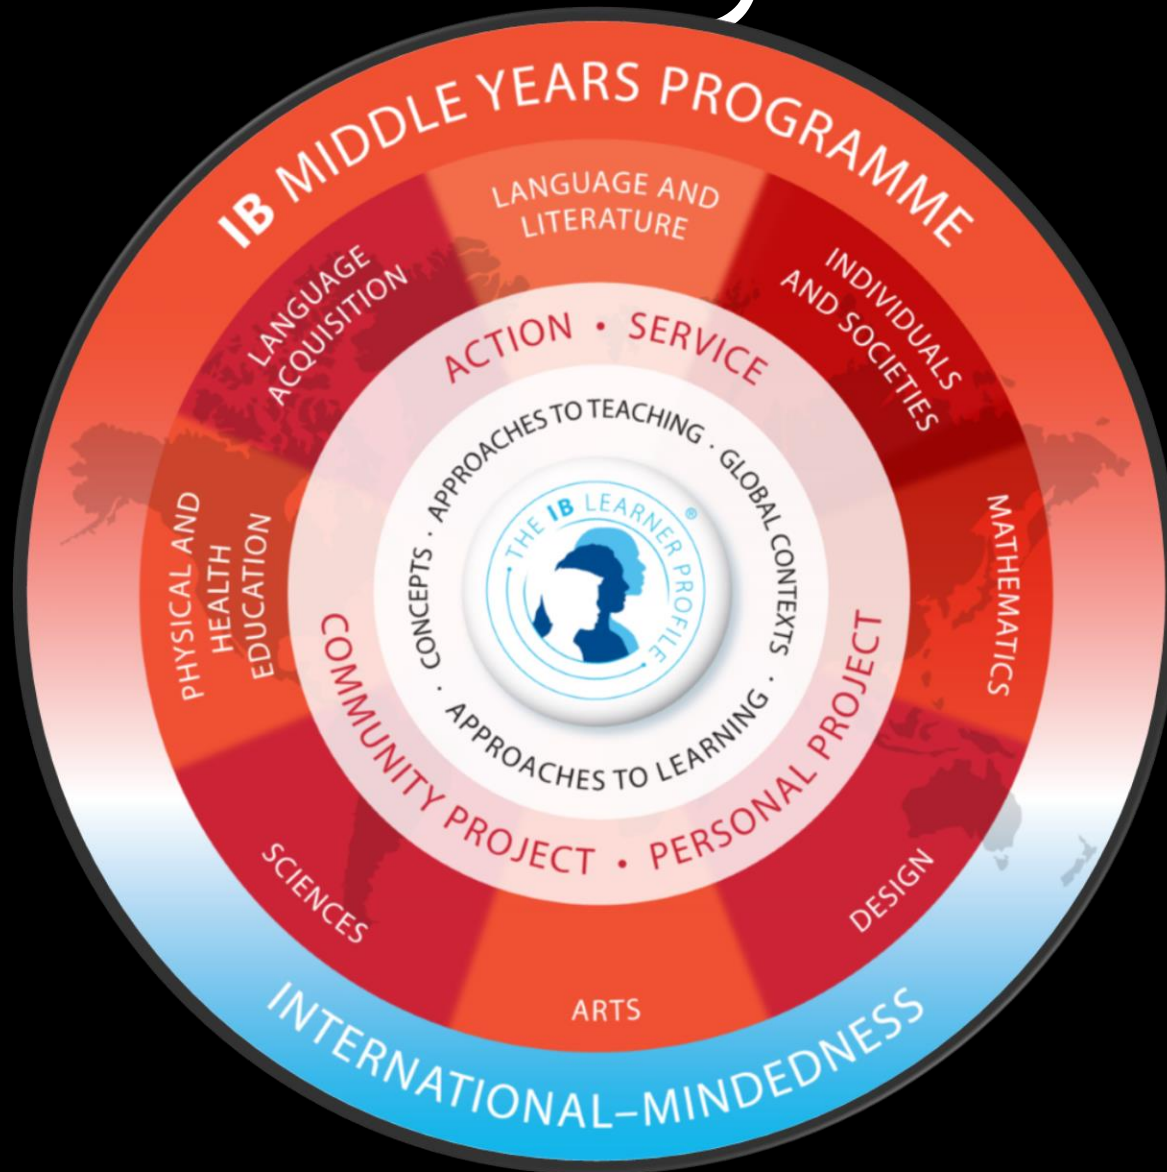 IB MIDDLE YEARS PROGRAMME
LANGUAGE AND
LITERATURE
INDIVIDUALS
AND SOCIETIES
MATHEMATICS
DESIGN
ARTS
SCIENCES
PHYSICAL AND
HEALTH
EDUCATION
LANGUAGE
ACQUISITION
ACTION • SERVICE
COMMUNITY PROJECT • PERSONAL PROJECT
APPROACHES TO TEACHING · GLOBAL CONTEXTS ·
APPROACHES TO LEARNING · CONCEPTS ·
· THE IB LEARNER PROFILE · ®
INTERNATIONAL–MINDEDNESS